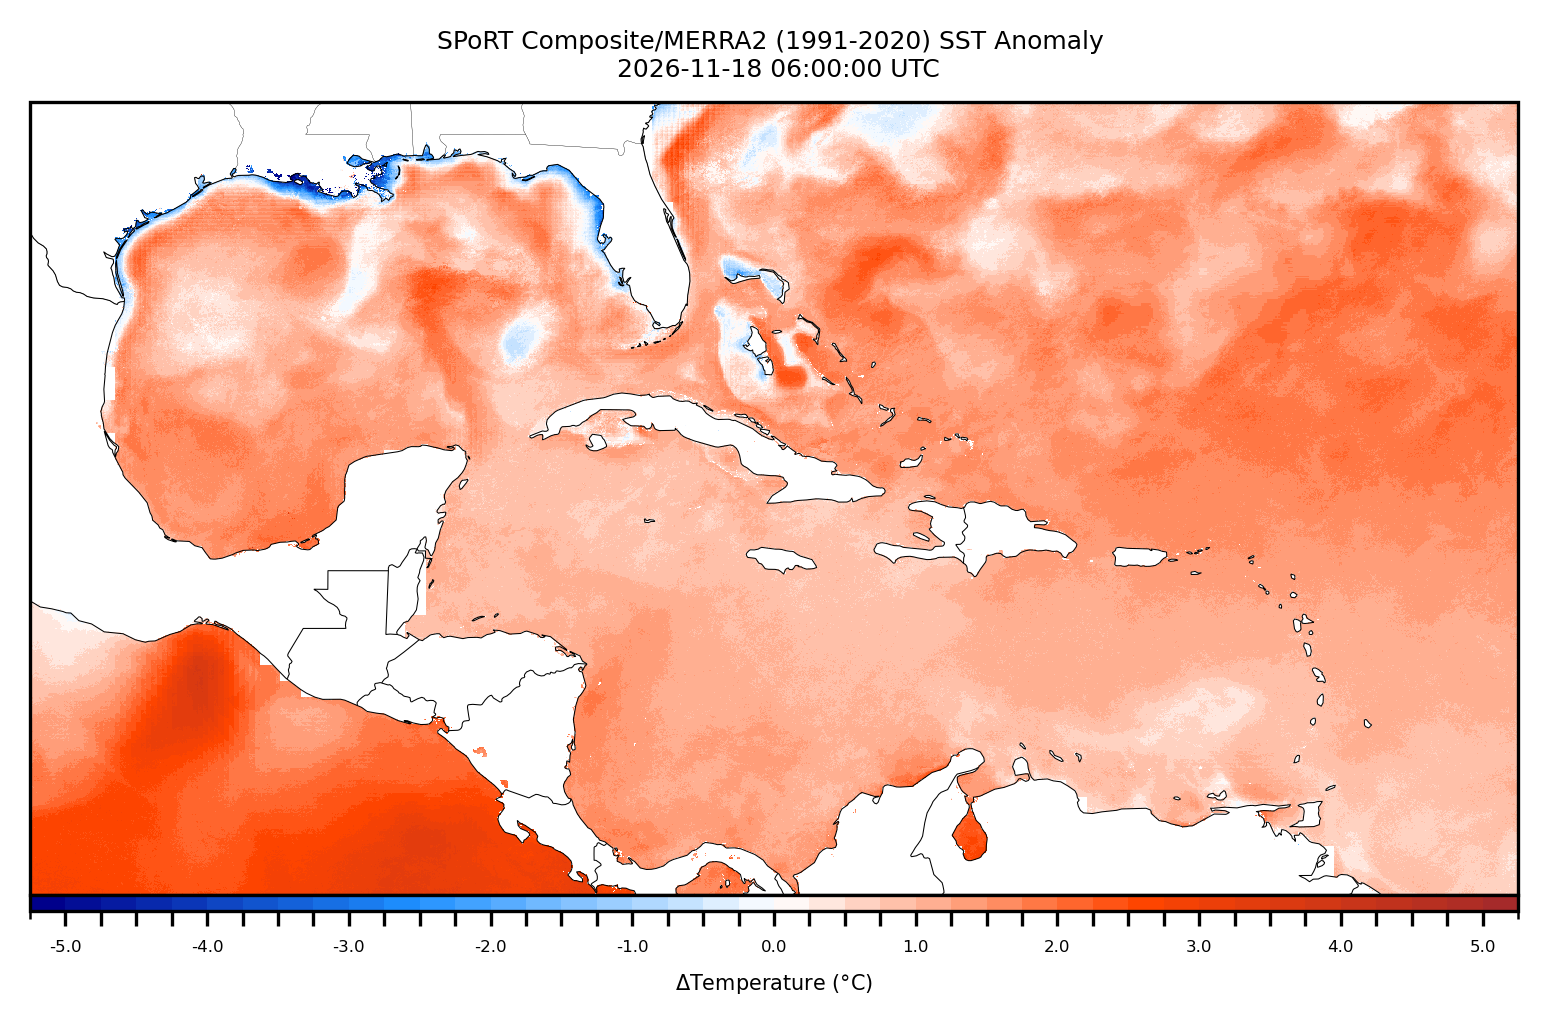 SPoRT Composite/MERRA2 (1991-2020) SST Anomaly
2026-11-18 06:00:00 UTC
-5.0 -4.0 -3.0 -2.0 -1.0 0.0 1.0 2.0 3.0 4.0 5.0
ΔTemperature (°C)